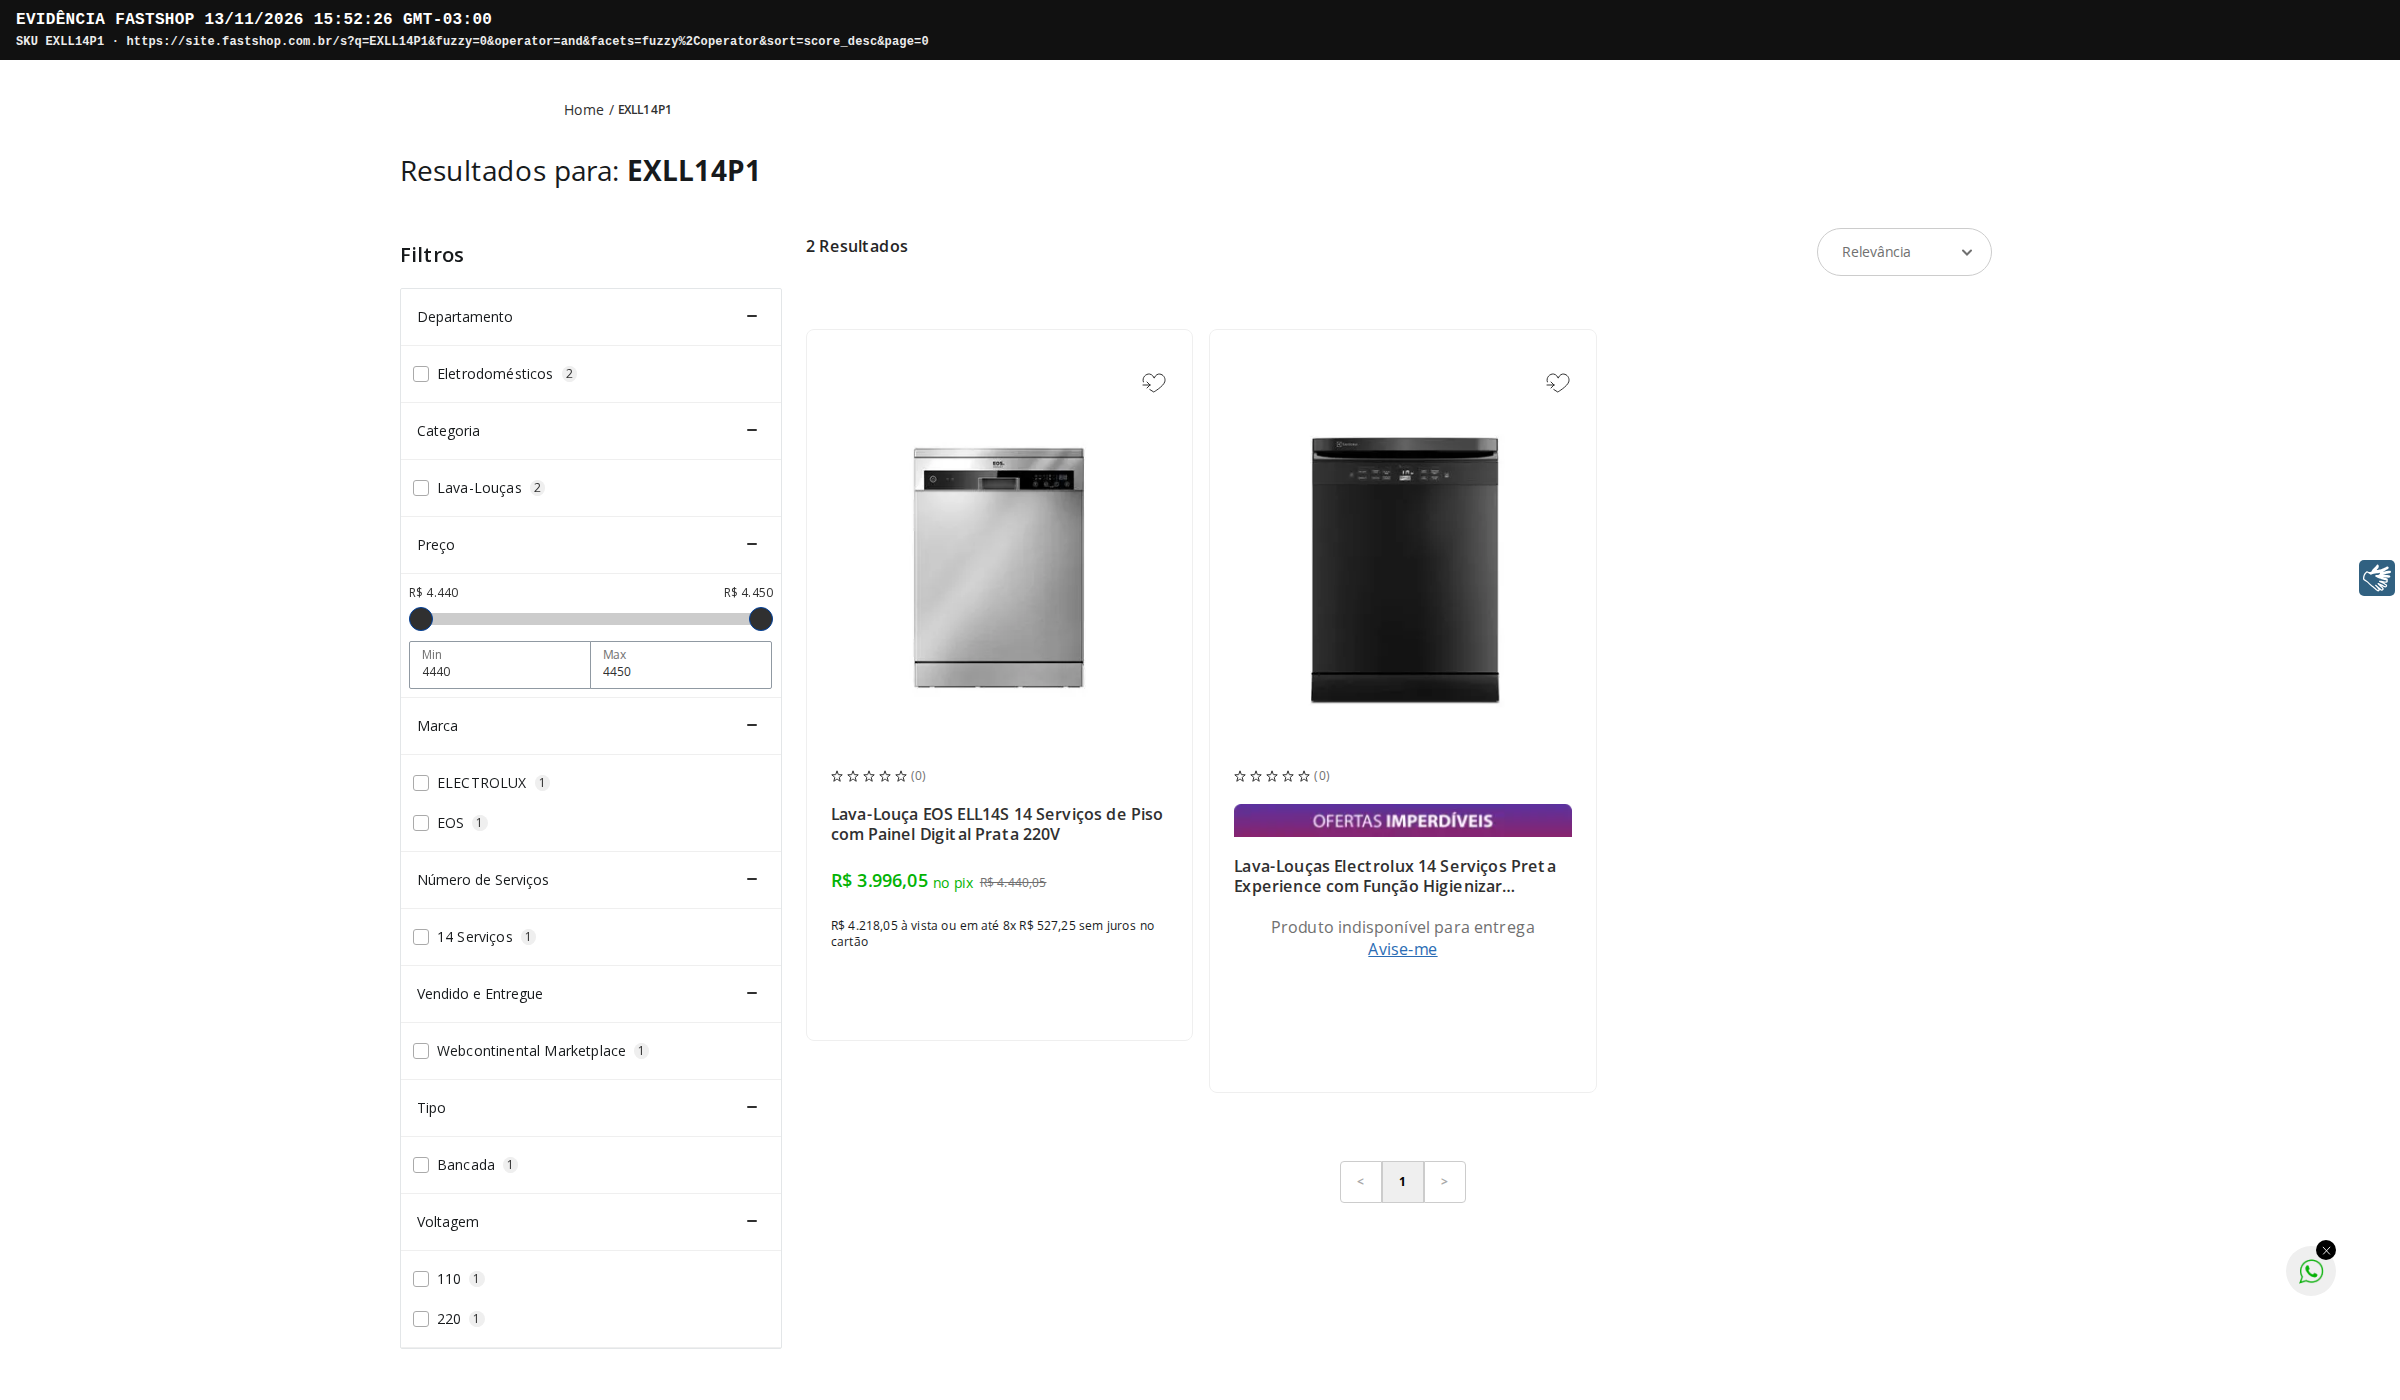 EVIDÊNCIA FASTSHOP 13/11/2026 15:52:26 GMT-03:00
SKU EXLL14P1 · https://site.fastshop.com.br/s?q=EXLL14P1&fuzzy=0&operator=and&facets=fuzzy%2Coperator&sort=score_desc&page=0
Home / EXLL14P1
Resultados para: EXLL14P1
Filtros
2 Resultados
Relevância
Departamento
Eletrodomésticos 2
Categoria
Lava-Louças 2
Preço
R$ 4.440 R$ 4.450
Min Max
4440 4450
Marca
ELECTROLUX 1
EOS 1
Número de Serviços
14 Serviços 1
Vendido e Entregue
Webcontinental Marketplace 1
Tipo
Bancada 1
Voltagem
110 1
220 1
EOS
(0)
Lava-Louça EOS ELL14S 14 Serviços de Piso
com Painel Digital Prata 220V
R$ 3.996,05 no pix R$ 4.440,05
R$ 4.218,05 à vista ou em até 8x R$ 527,25 sem juros no
cartão
(0)
OFERTAS IMPERDÍVEIS
Lava-Louças Electrolux 14 Serviços Preta
Experience com Função Higienizar...
Produto indisponível para entrega
Avise-me
< 1 >